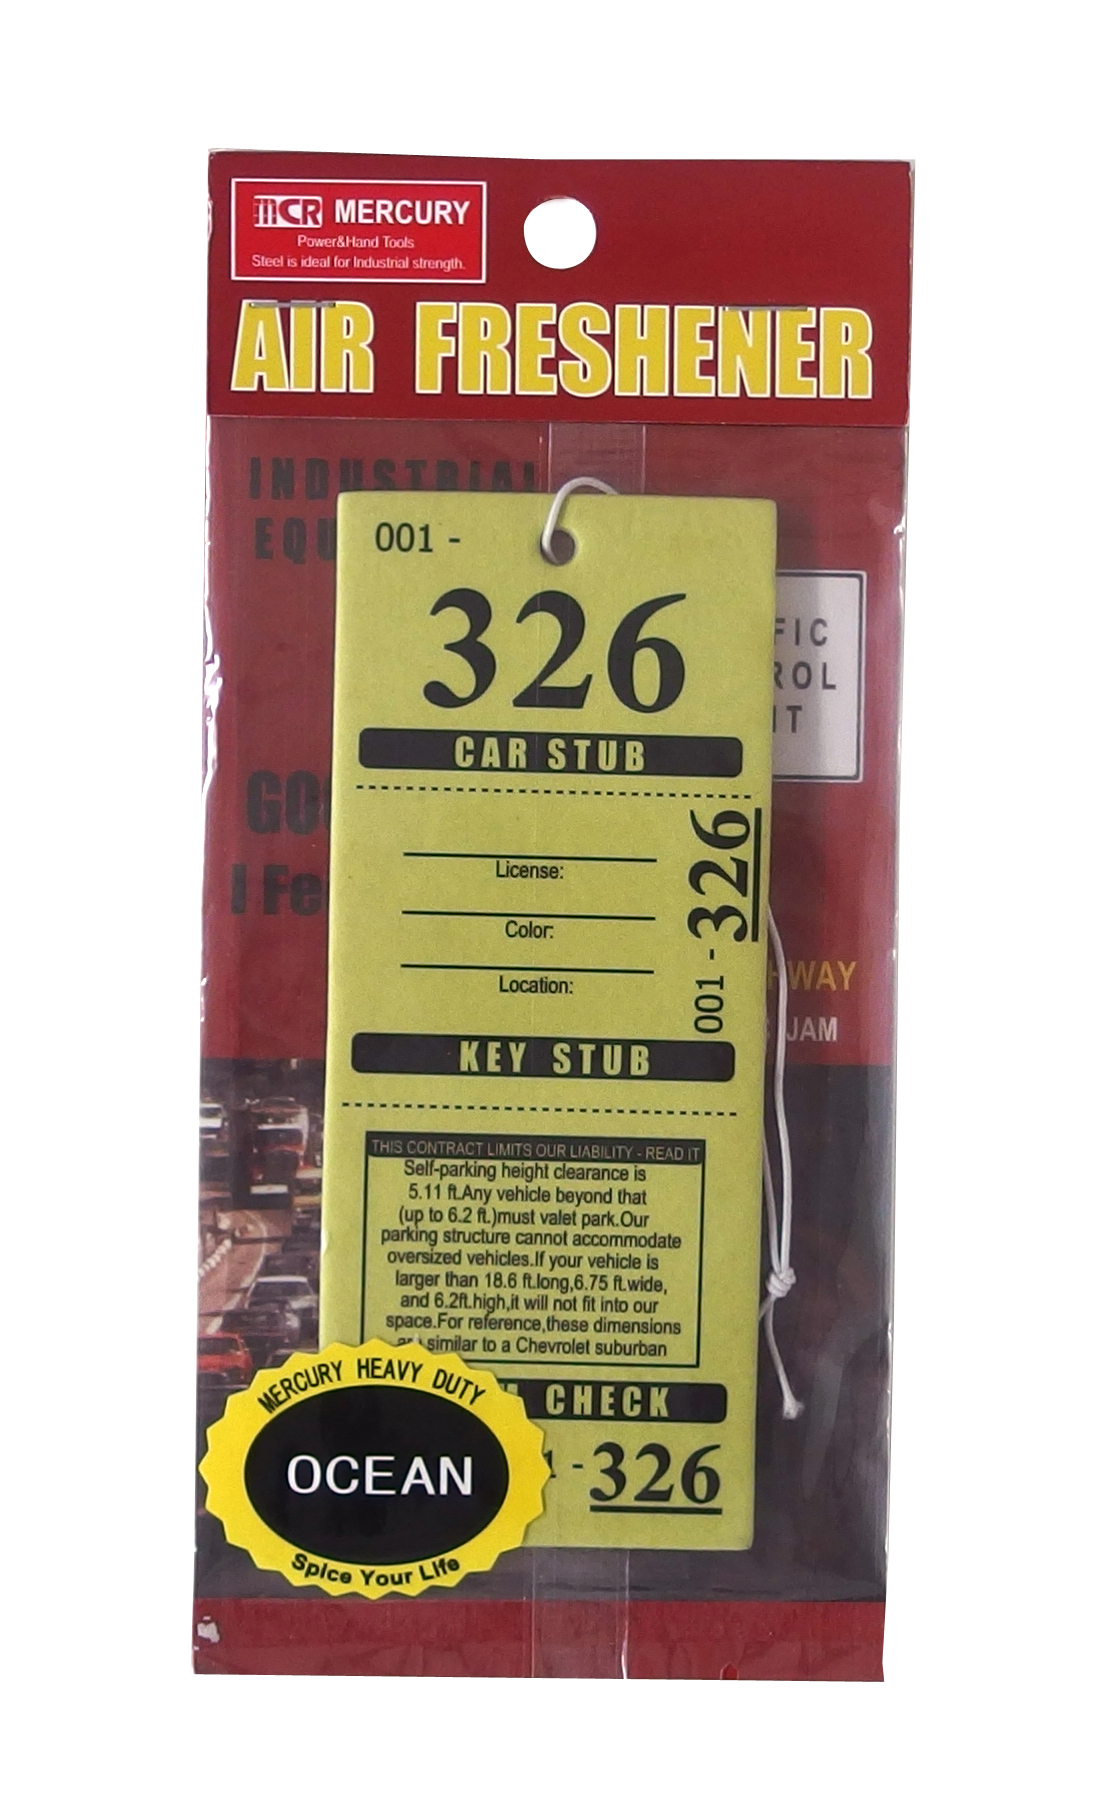 MCR MERCURY
Power&Hand Tools
Steel is ideal for Industrial strength.
AIR FRESHENER
INDUSTRIAL
001 -
326
CAR STUB
License:
Color:
Location:
001 - 326
KEY STUB
THIS CONTRACT LIMITS OUR LIABILITY - READ IT
Self-parking height clearance is
5.11 ft.Any vehicle beyond that
(up to 6.2 ft.)must valet park.Our
parking structure cannot accommodate
oversized vehicles.If your vehicle is
larger than 18.6 ft.long,6.75 ft.wide,
and 6.2ft.high,it will not fit into our
space.For reference,these dimensions
are similar to a Chevrolet suburban
CHECK
326
JAM
MERCURY HEAVY DUTY
OCEAN
Spice Your Life